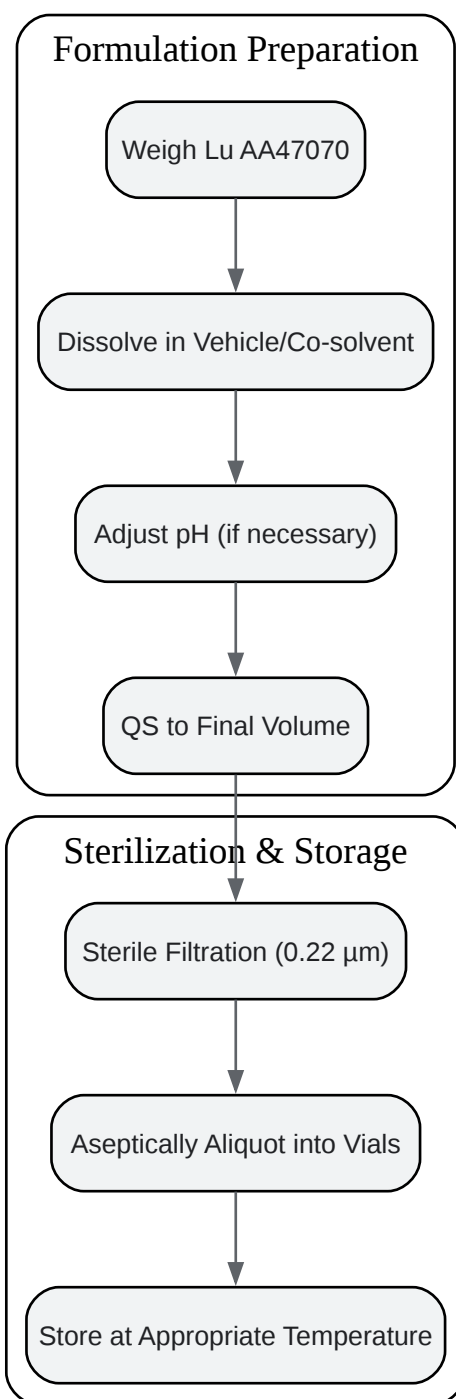 Formulation Preparation
Weigh Lu AA47070
Dissolve in Vehicle/Co-solvent
Adjust pH (if necessary)
QS to Final Volume
Sterilization & Storage
Sterile Filtration (0.22 µm)
Aseptically Aliquot into Vials
Store at Appropriate Temperature